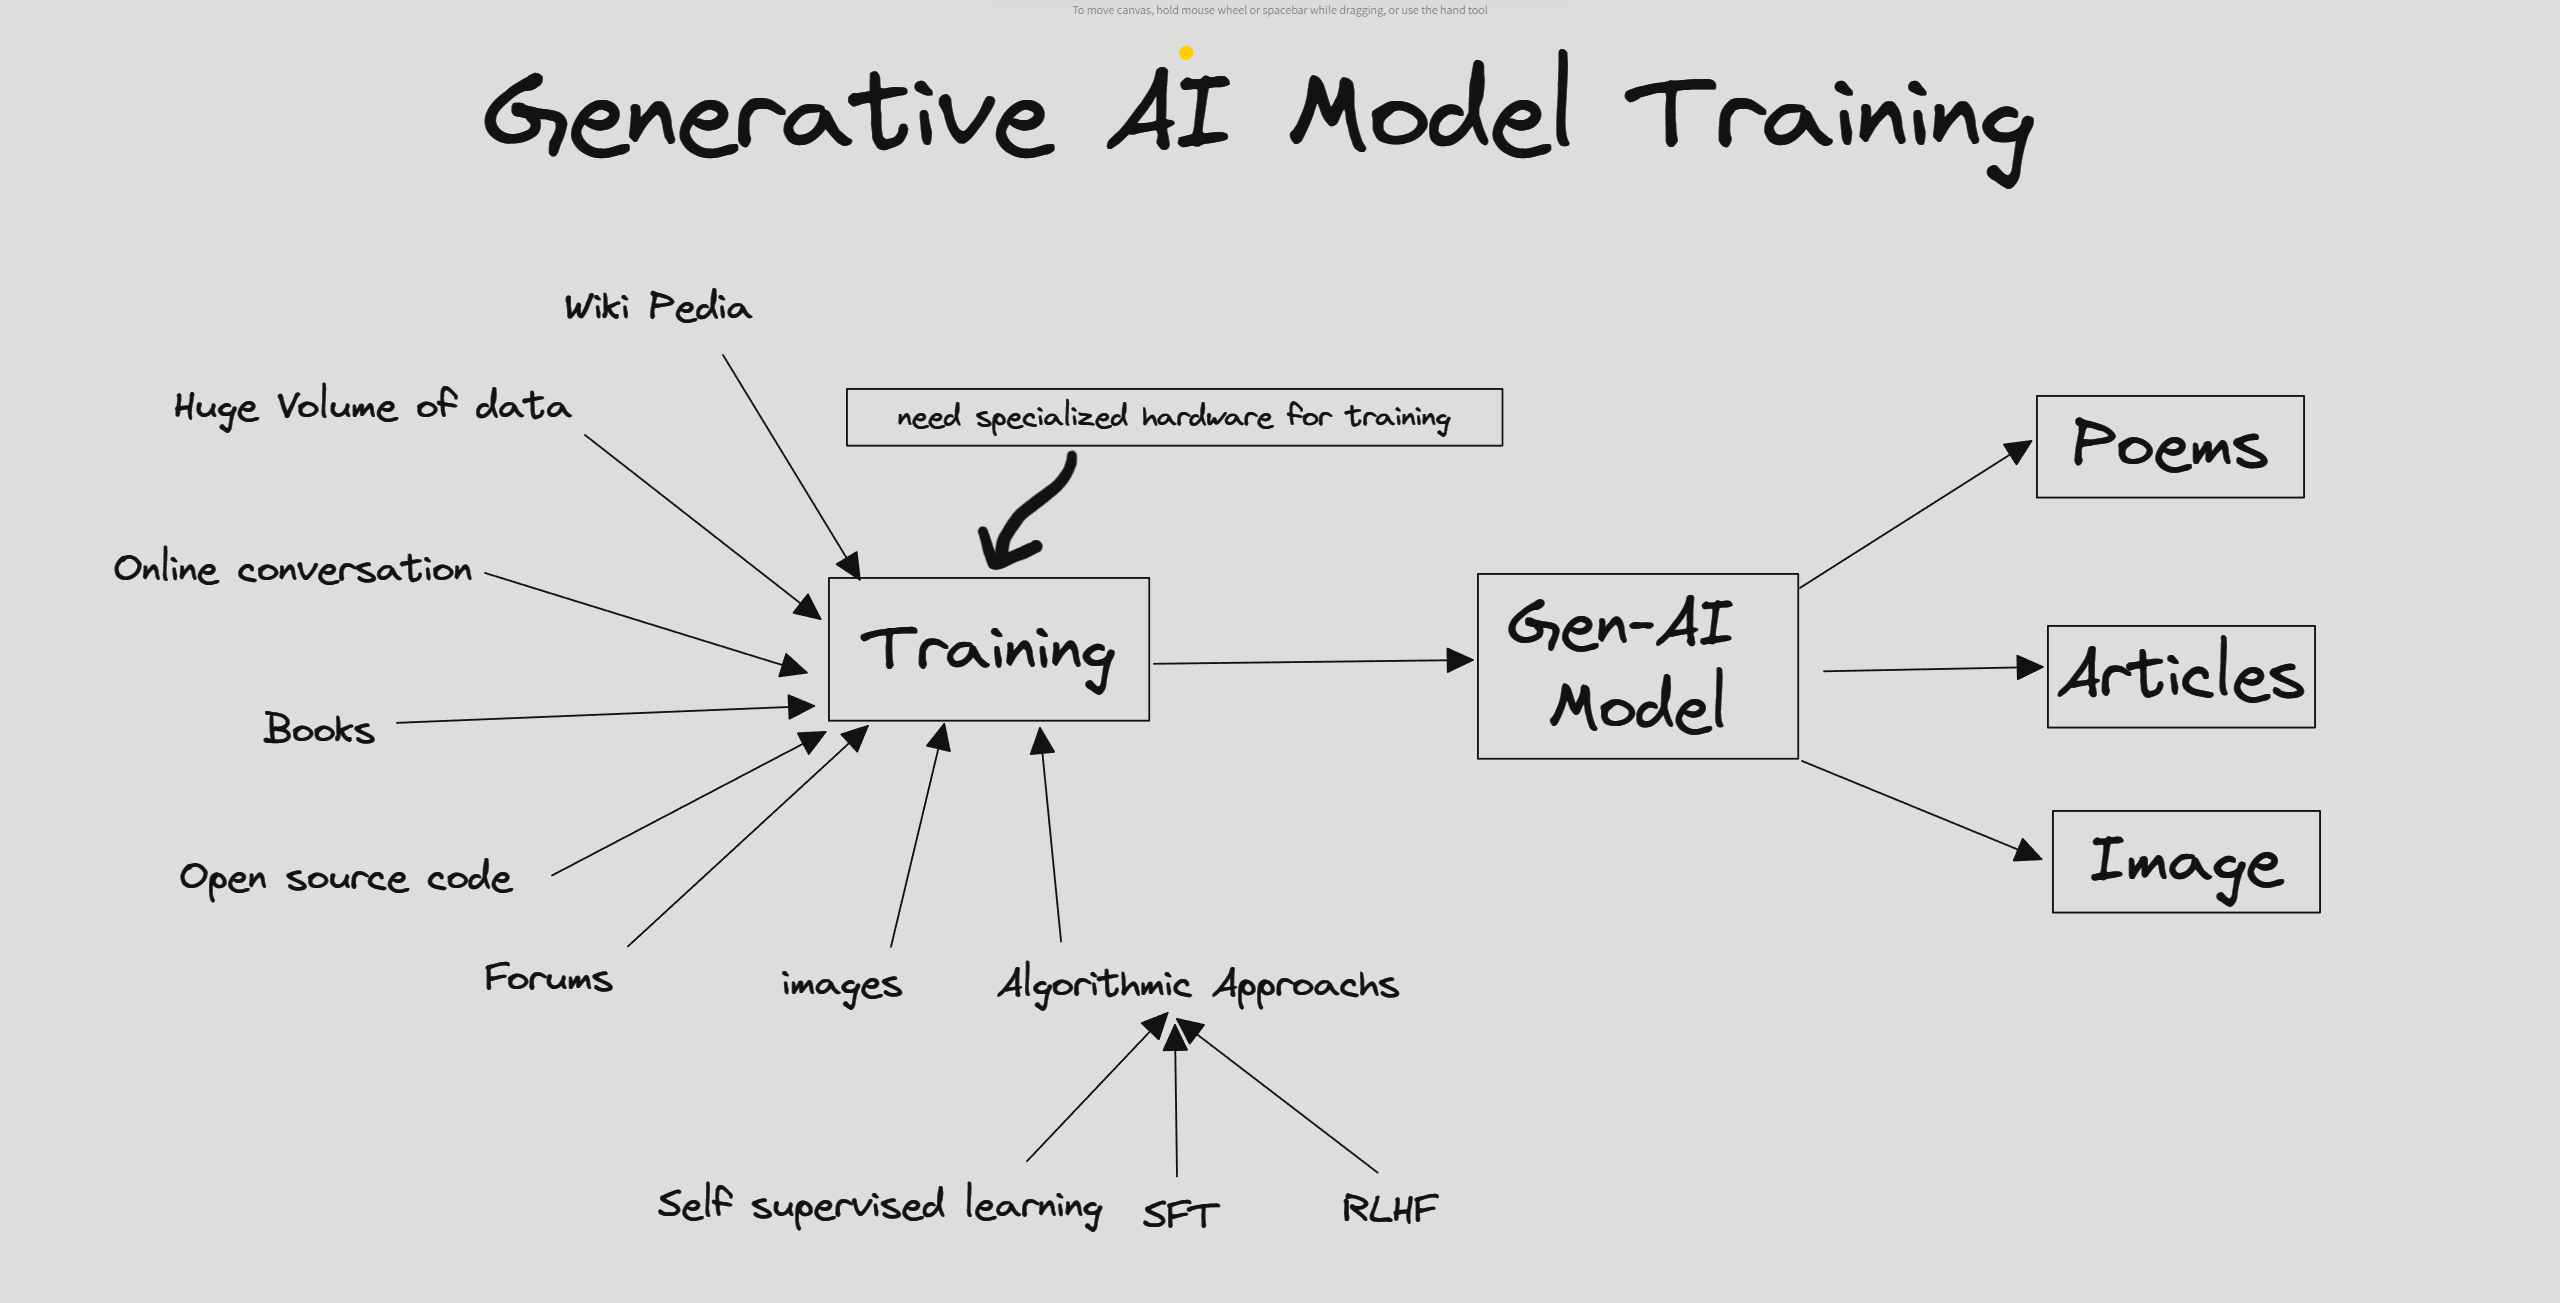 To move canvas, hold mouse wheel or spacebar while dragging, or use the hand tool
Generative AI Model Training
Wiki Pedia
Huge Volume of data
need specialized hardware for training
Poems
Online conversation
Training
Gen-AI
Model
Articles
Books
Open source code
Image
Forums
images
Algorithmic Approachs
Self supervised learning
SFT
RLHF